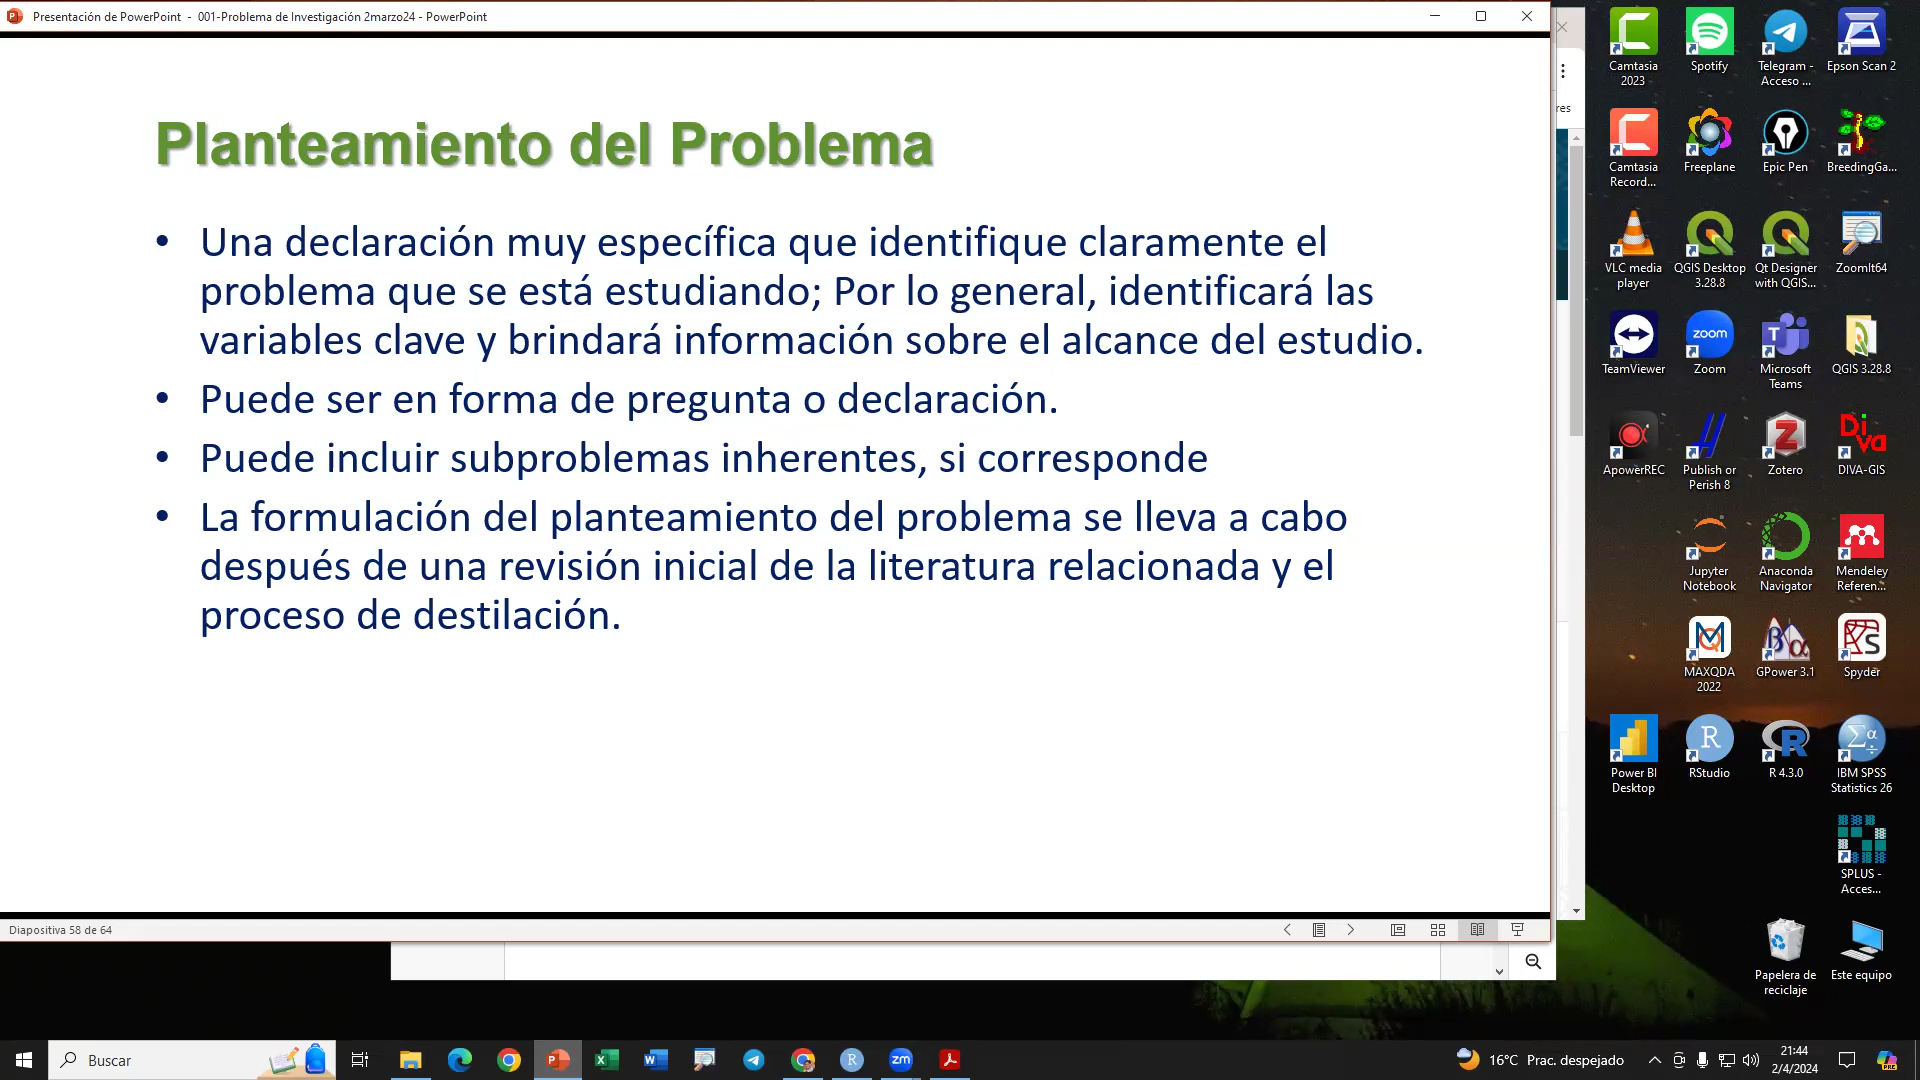 Presentación de PowerPoint - 001-Problema de Investigación 2marzo24 - PowerPoint
Planteamiento del Problema
• Una declaración muy específica que identifique claramente el
problema que se está estudiando; Por lo general, identificará las
variables clave y brindará información sobre el alcance del estudio.
• Puede ser en forma de pregunta o declaración.
• Puede incluir subproblemas inherentes, si corresponde
• La formulación del planteamiento del problema se lleva a cabo
después de una revisión inicial de la literatura relacionada y el
proceso de destilación.
Diapositiva 58 de 64
res
Camtasia
2023
Spotify
Telegram -
Acceso ...
Epson Scan 2
Camtasia
Record...
Freeplane
Epic Pen
BreedingGa...
VLC media
player
QGIS Desktop
3.28.8
Qt Designer
with QGIS...
ZoomIt64
TeamViewer
zoom
Zoom
Microsoft
Teams
QGIS 3.28.8
ApowerREC
Publish or
Perish 8
Zotero
Diva
DIVA-GIS
Jupyter
Notebook
Anaconda
Navigator
Mendeley
Referen...
MAXQDA
2022
GPower 3.1
Spyder
Power BI
Desktop
RStudio
R 4.3.0
IBM SPSS
Statistics 26
SPLUS -
Acces...
Papelera de
reciclaje
Este equipo
Buscar
zm
16°C Prac. despejado
21:44
2/4/2024